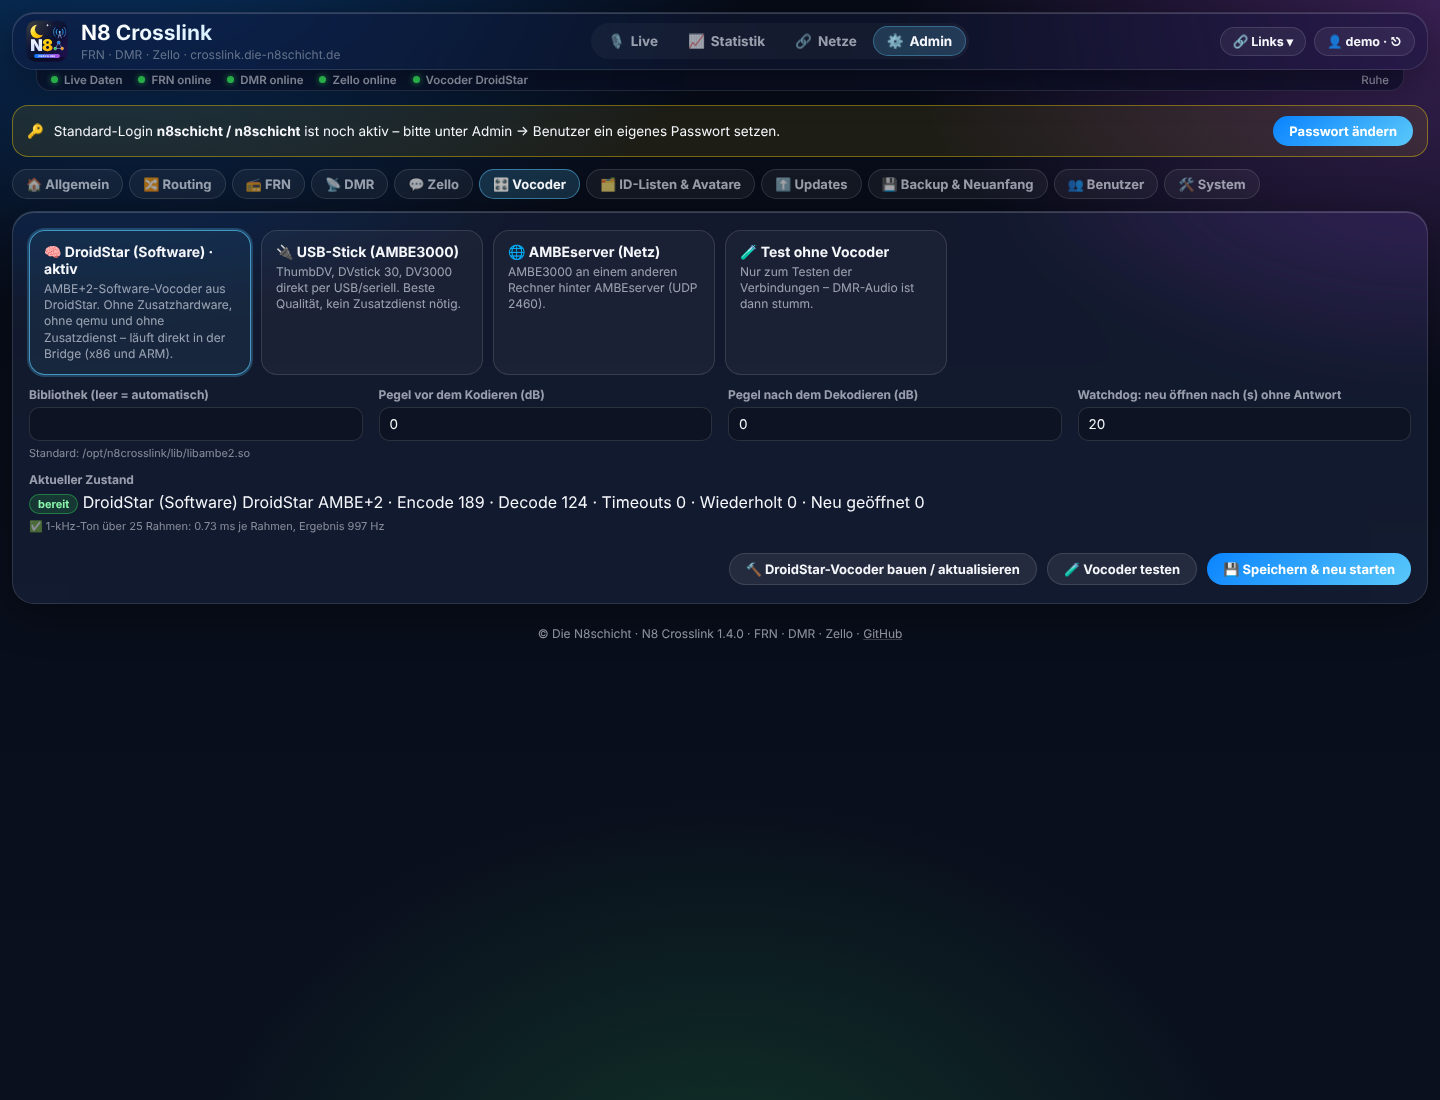 N8 Crosslink
FRN · DMR · Zello · crosslink.die-n8schicht.de
🎙️ Live
📈 Statistik
🔗 Netze
⚙️ Admin
🔗 Links ▾
👤 demo · ⎋
Live Daten
FRN online
DMR online
Zello online
Vocoder DroidStar
Ruhe
🔑 Standard-Login n8schicht / n8schicht ist noch aktiv – bitte unter Admin → Benutzer ein eigenes Passwort setzen.
Passwort ändern
🏠 Allgemein
🔀 Routing
📻 FRN
📡 DMR
💬 Zello
🎛️ Vocoder
🗂️ ID-Listen & Avatare
⬆️ Updates
💾 Backup & Neuanfang
👥 Benutzer
🛠️ System
🧠 DroidStar (Software) ·
aktiv
AMBE+2-Software-Vocoder aus
DroidStar. Ohne Zusatzhardware,
ohne qemu und ohne
Zusatzdienst – läuft direkt in der
Bridge (x86 und ARM).
🔌 USB-Stick (AMBE3000)
ThumbDV, DVstick 30, DV3000
direkt per USB/seriell. Beste
Qualität, kein Zusatzdienst nötig.
🌐 AMBEserver (Netz)
AMBE3000 an einem anderen
Rechner hinter AMBEserver (UDP
2460).
🧪 Test ohne Vocoder
Nur zum Testen der
Verbindungen – DMR-Audio ist
dann stumm.
Bibliothek (leer = automatisch)
Standard: /opt/n8crosslink/lib/libambe2.so
Pegel vor dem Kodieren (dB)
0
Pegel nach dem Dekodieren (dB)
0
Watchdog: neu öffnen nach (s) ohne Antwort
20
Aktueller Zustand
bereit DroidStar (Software) DroidStar AMBE+2 · Encode 189 · Decode 124 · Timeouts 0 · Wiederholt 0 · Neu geöffnet 0
✅ 1-kHz-Ton über 25 Rahmen: 0.73 ms je Rahmen, Ergebnis 997 Hz
🔨 DroidStar-Vocoder bauen / aktualisieren
🧪 Vocoder testen
💾 Speichern & neu starten
© Die N8schicht · N8 Crosslink 1.4.0 · FRN · DMR · Zello · GitHub